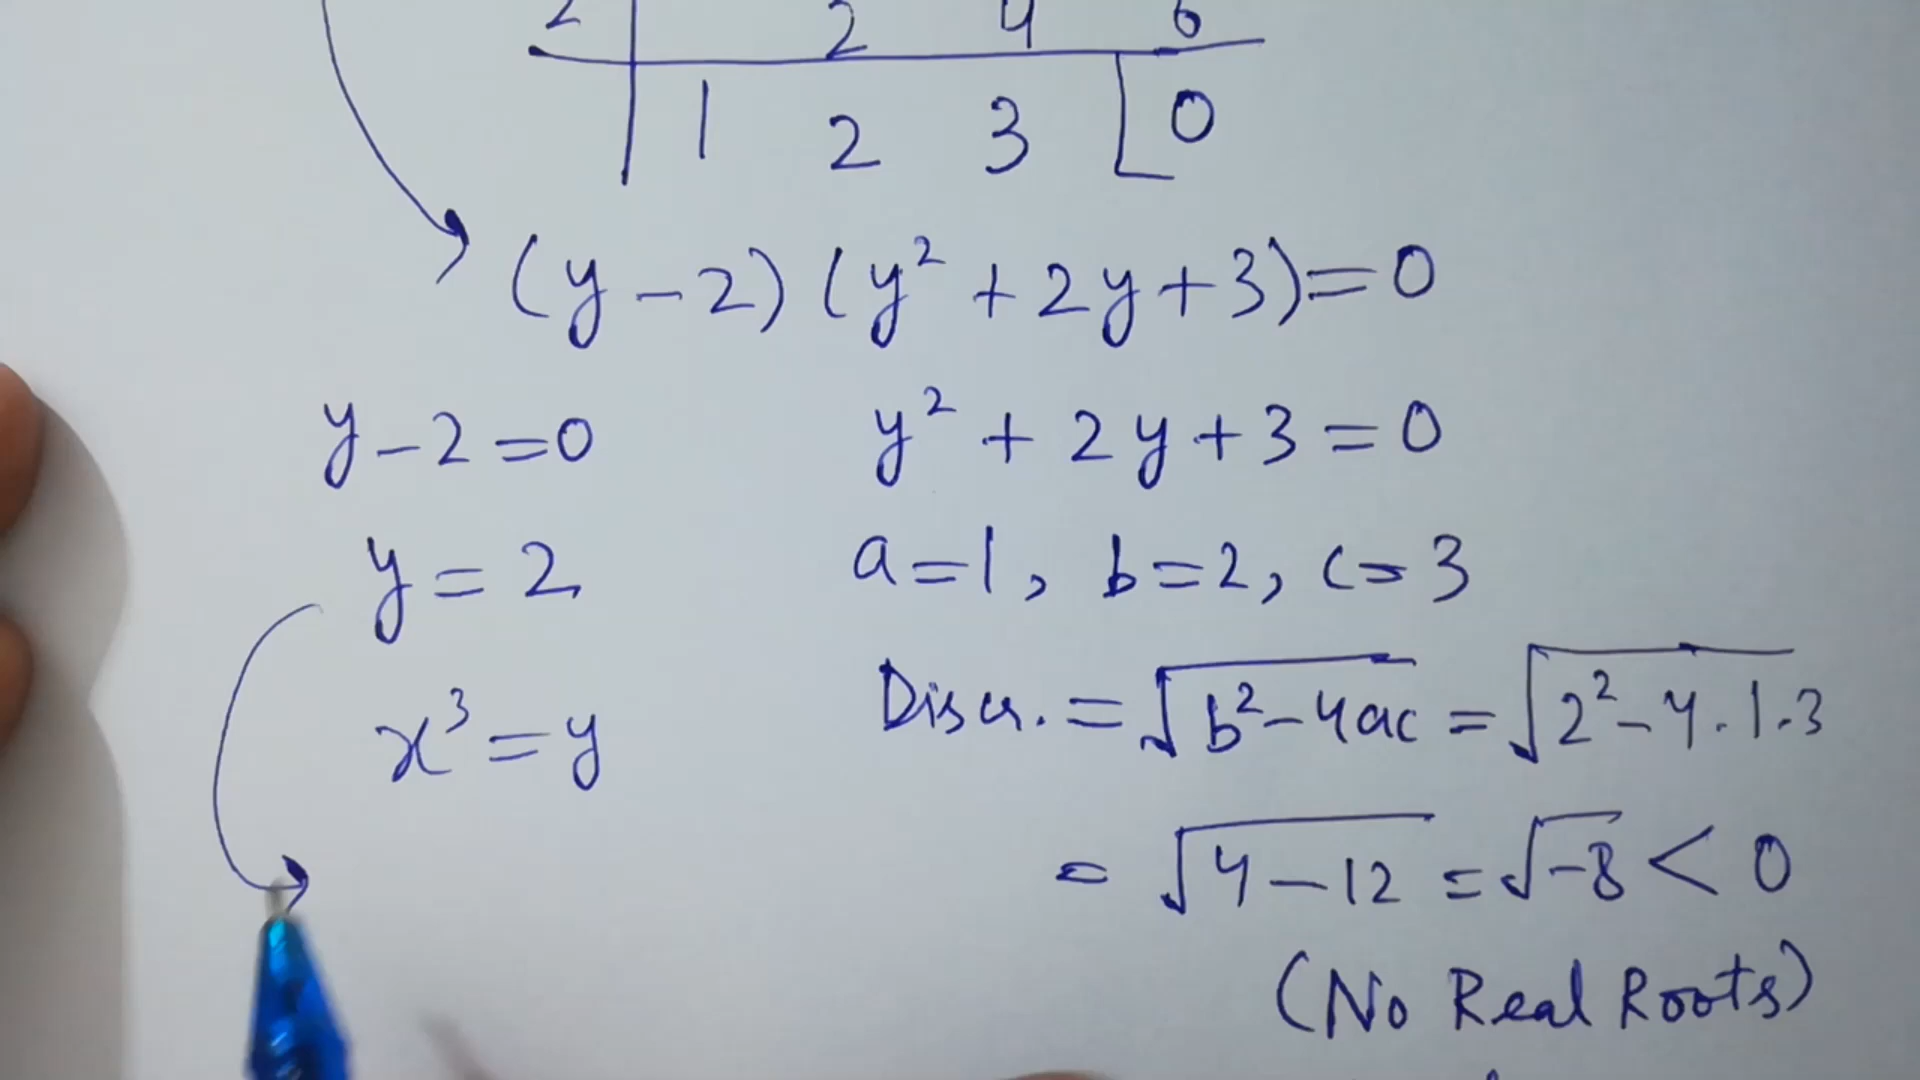 2 | 2 4 6
1 2 3 | 0
(y-2)(y²+2y+3)=0
y-2=0
y²+2y+3=0
y=2
a=1, b=2, c=3
x³=y
Discr. = √b²-4ac = √2²-4.1.3
= √4-12 = √-8 < 0
(No Real Roots)